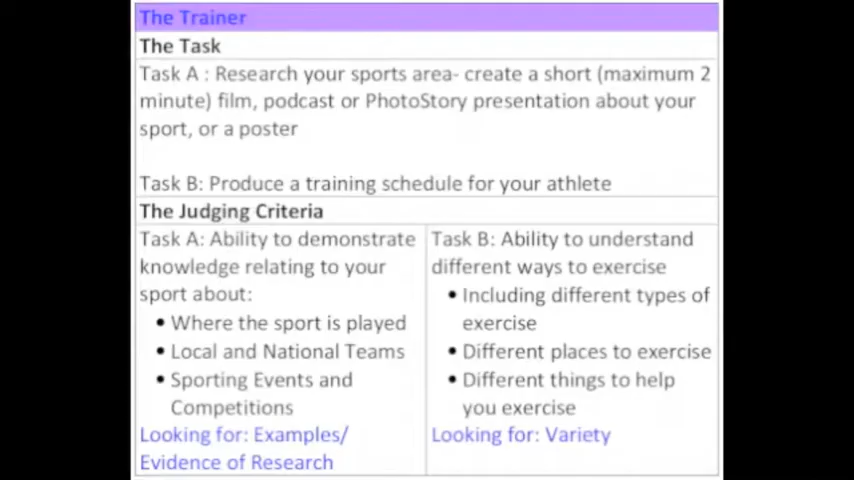 The Trainer
The Task
Task A : Research your sports area- create a short (maximum 2
minute) film, podcast or PhotoStory presentation about your
sport, or a poster
Task B: Produce a training schedule for your athlete
The Judging Criteria
Task A: Ability to demonstrate
knowledge relating to your
sport about:
• Where the sport is played
• Local and National Teams
• Sporting Events and
Competitions
Looking for: Examples/
Evidence of Research
Task B: Ability to understand
different ways to exercise
• Including different types of
exercise
• Different places to exercise
• Different things to help
you exercise
Looking for: Variety